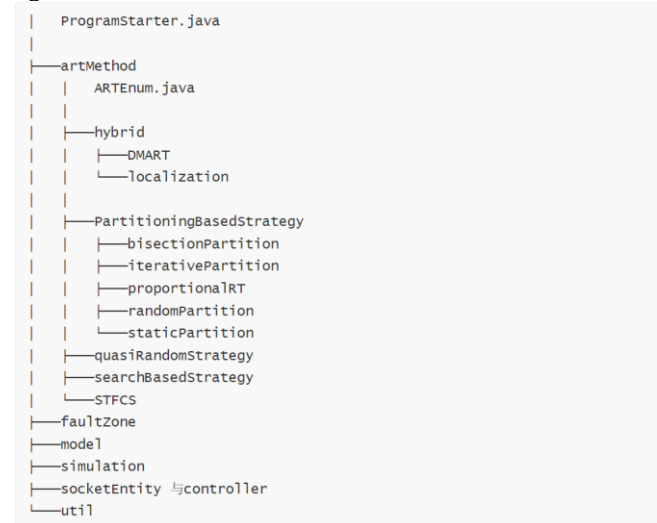 │   ProgramStarter.java
│
├──artMethod
│   │   ARTEnum.java
│   │
│   ├──hybrid
│   │   ├──DMART
│   │   └──localization
│   │
│   ├──PartitioningBasedStrategy
│   │   ├──bisectionPartition
│   │   ├──iterativePartition
│   │   ├──proportionalRT
│   │   ├──randomPartition
│   │   └──staticPartition
│   ├──quasiRandomStrategy
│   ├──searchBasedStrategy
│   └──STFCS
├──faultZone
├──model
├──simulation
├──socketEntity 与controller
└──util